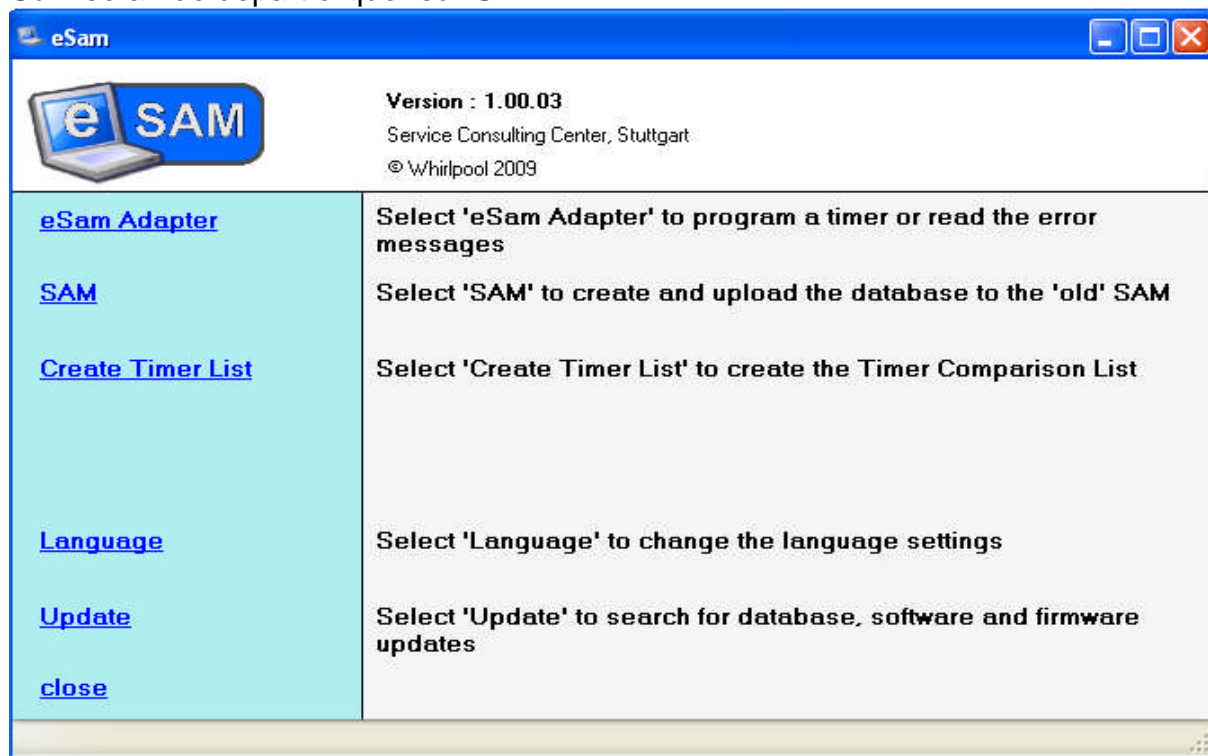 eSam
e SAM
Version : 1.00.03
Service Consulting Center, Stuttgart
© Whirlpool 2009
eSam Adapter
Select 'eSam Adapter' to program a timer or read the error
messages
SAM
Select 'SAM' to create and upload the database to the 'old' SAM
Create Timer List
Select 'Create Timer List' to create the Timer Comparison List
Language
Select 'Language' to change the language settings
Update
Select 'Update' to search for database, software and firmware
updates
close